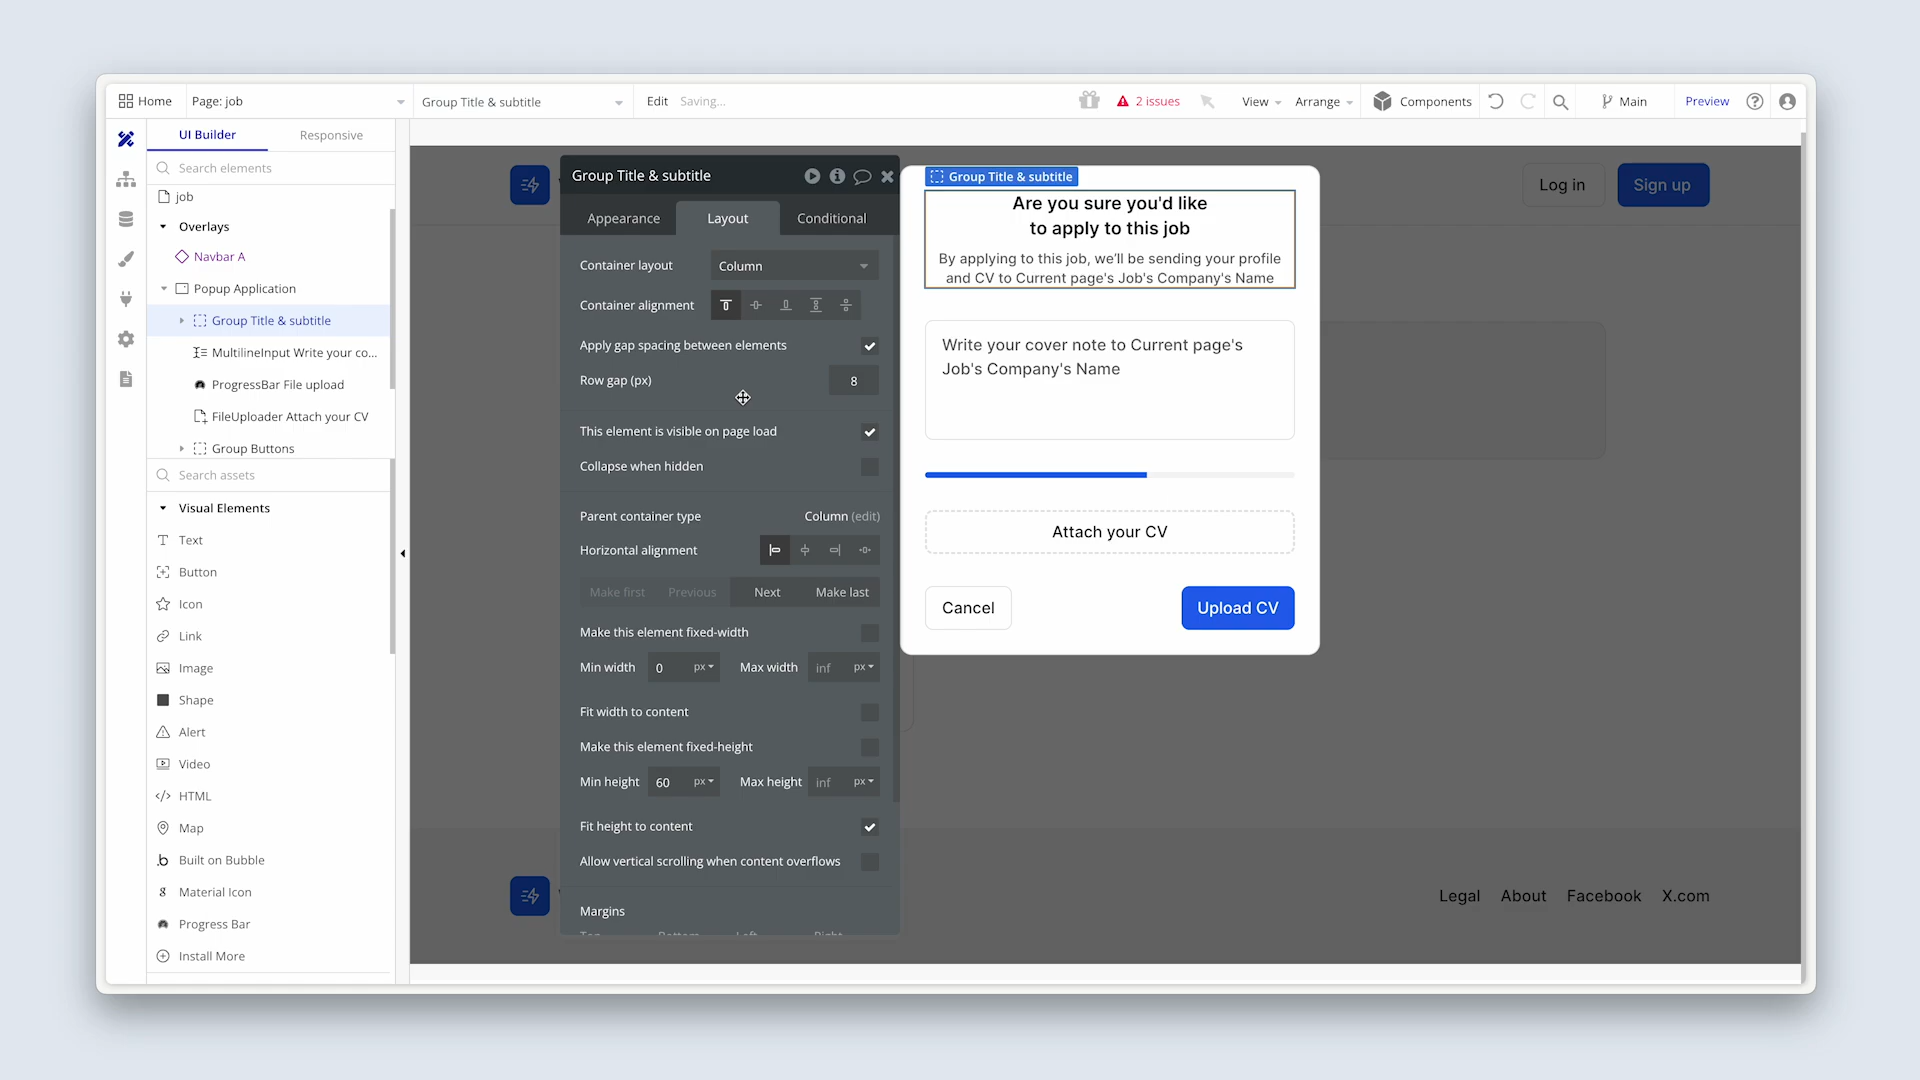 Home
Page: job
Group Title & subtitle
Edit
Saving...
2 issues
View
Arrange
Components
Main
Preview
UI Builder
Responsive
Search elements
job
Overlays
Navbar A
Popup Application
Group Title & subtitle
MultilineInput Write your co...
ProgressBar File upload
FileUploader Attach your CV
Group Buttons
Search assets
Visual Elements
Text
Button
Icon
Link
Image
Shape
Alert
Video
HTML
Map
Built on Bubble
Material Icon
Progress Bar
Install More
Group Title & subtitle
Appearance
Layout
Conditional
Container layout
Column
Container alignment
Apply gap spacing between elements
Row gap (px)
8
This element is visible on page load
Collapse when hidden
Parent container type
Column (edit)
Horizontal alignment
Make first
Previous
Next
Make last
Make this element fixed-width
Min width
0
px
Max width
inf
px
Fit width to content
Make this element fixed-height
Min height
60
px
Max height
inf
px
Fit height to content
Allow vertical scrolling when content overflows
Margins
Top
Bottom
Left
Right
Group Title & subtitle
Are you sure you'd like
to apply to this job
By applying to this job, we'll be sending your profile
and CV to Current page's Job's Company's Name
Write your cover note to Current page's
Job's Company's Name
Attach your CV
Cancel
Upload CV
Log in
Sign up
Legal
About
Facebook
X.com